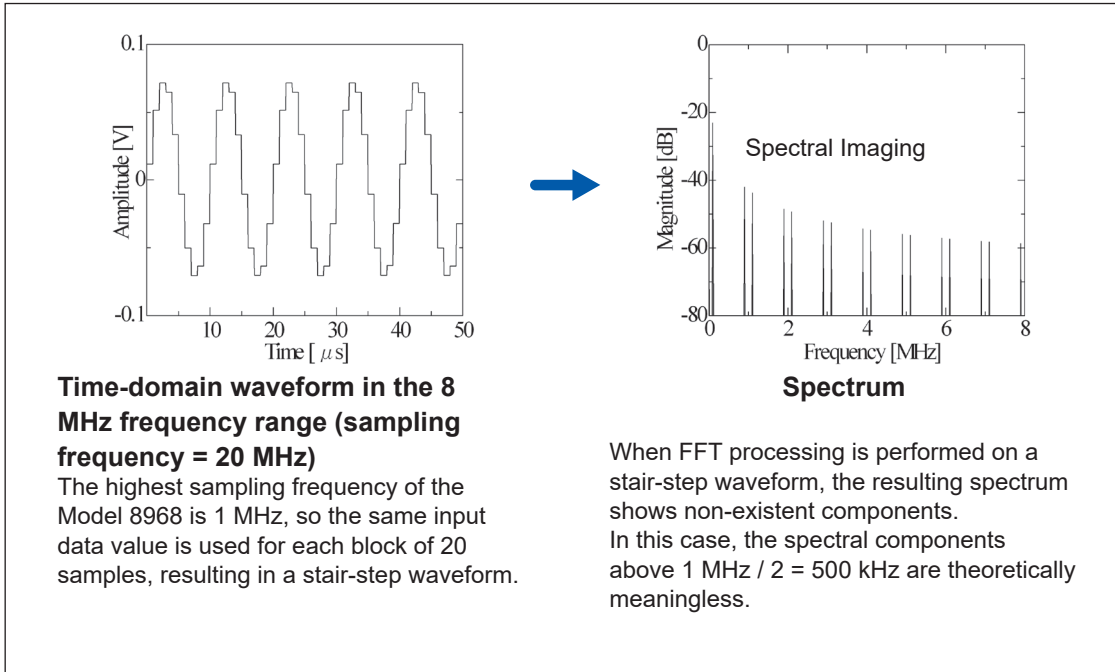 0.1
0
-0.1
Amplitude [V]
10
20
30
40
50
Time [ μs]
0
-20
-40
-60
-80
Magnitude [dB]
Spectral Imaging
0
2
4
6
8
Frequency [MHz]
Time-domain waveform in the 8
MHz frequency range (sampling
frequency = 20 MHz)
The highest sampling frequency of the
Model 8968 is 1 MHz, so the same input
data value is used for each block of 20
samples, resulting in a stair-step waveform.
Spectrum
When FFT processing is performed on a
stair-step waveform, the resulting spectrum
shows non-existent components.
In this case, the spectral components
above 1 MHz / 2 = 500 kHz are theoretically
meaningless.